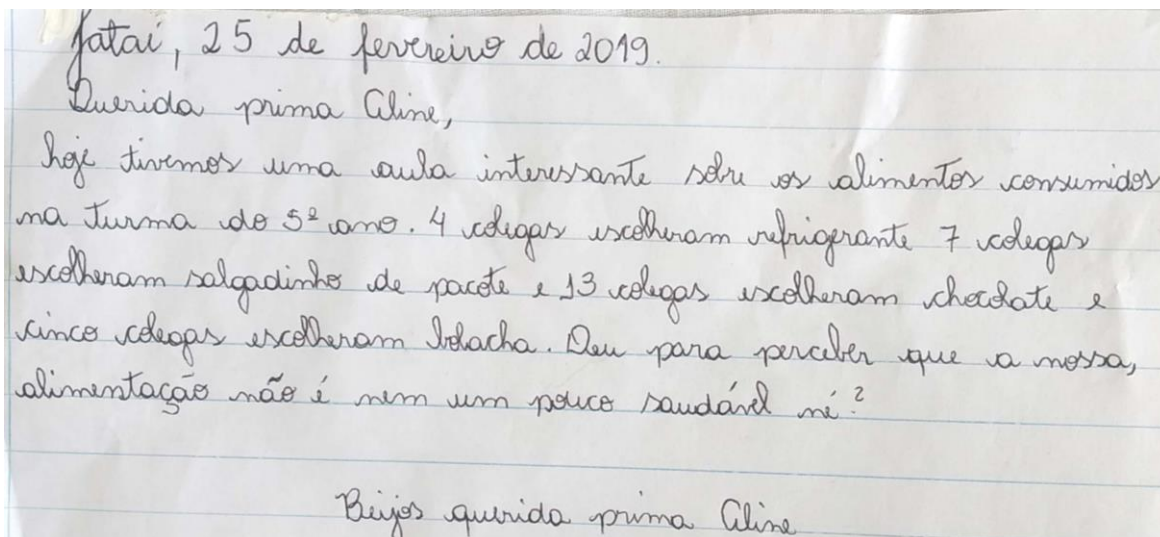 Jataí, 25 de fevereiro de 2019.
Querida prima Aline,
hoje tivemos uma aula interessante sobre os alimentos consumidos
na turma do 5º ano. 4 colegas escolheram refrigerante 7 colegas
escolheram salgadinho de pacote e 13 colegas escolheram chocolate e
cinco colegas escolheram bolacha. Deu para perceber que a nossa,
alimentação não é nem um pouco saudável né?
Beijos querida prima Aline